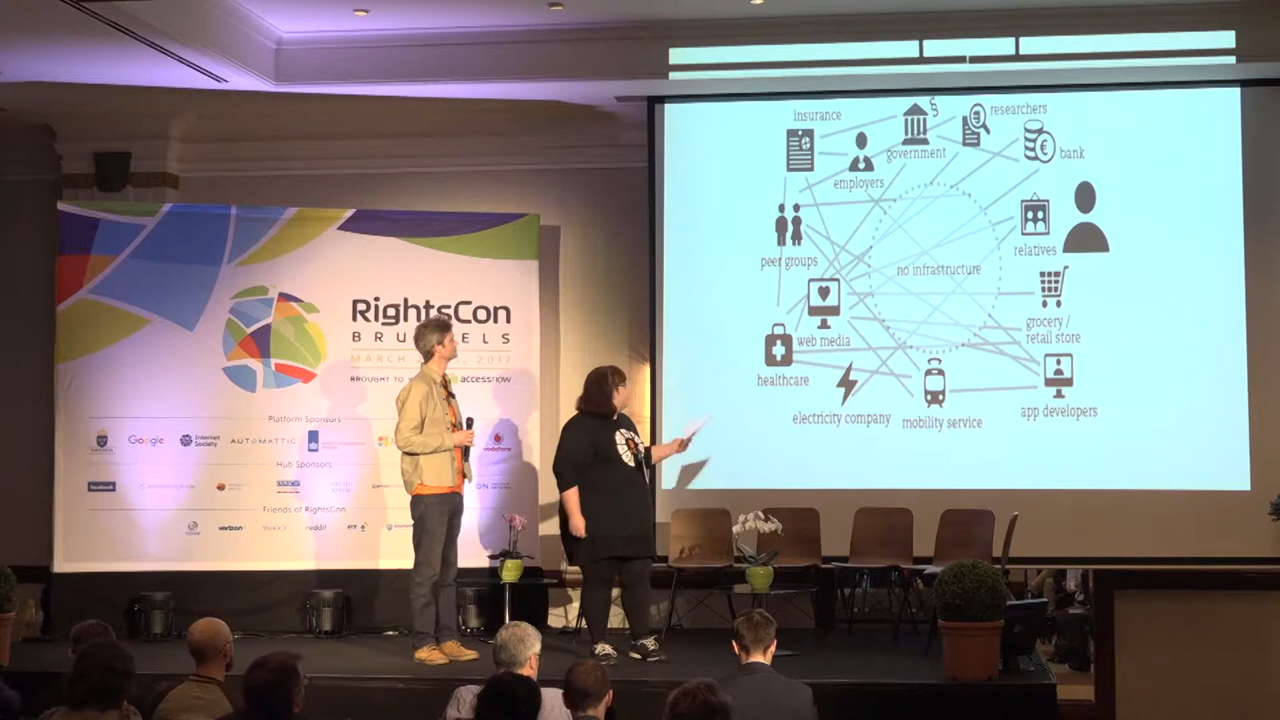 RightsCon
MARCH
2017
BROUGHT TO
accessnow
Platform Sponsors
Google
Internet
Society
AUTOMATTIC
vodafone
Hub Sponsors
facebook
Friends of RightsCon
verizon
reddit
insurance
§
researchers
government
bank
employers
peer groups
relatives
no infrastructure
web media
grocery /
retail store
healthcare
electricity company
mobility service
app developers